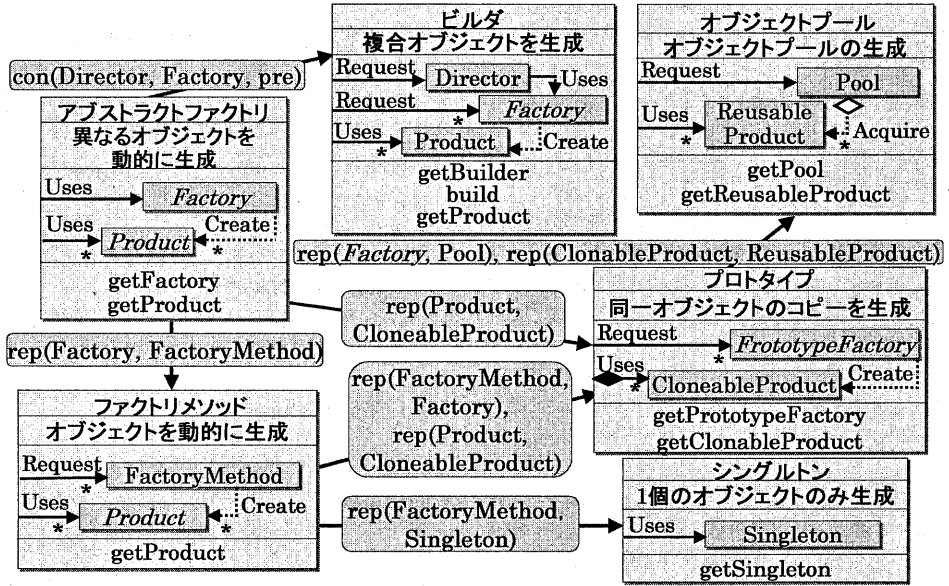 ビルダ
複合オブジェクトを生成
Request
Director
Uses
Request
*
Factory
Uses
*
Product
Create
getBuilder
build
getProduct
オブジェクトプール
オブジェクトプールの生成
Request
Pool
Uses
*
Reusable
Product
*
Acquire
getPool
getReusableProduct
con(Director, Factory, pre)
アブストラクトファクトリ
異なるオブジェクトを
動的に生成
Uses
Factory
Uses
*
Product
*
Create
getFactory
getProduct
rep(Factory, Pool), rep(ClonableProduct, ReusableProduct)
rep(Product,
CloneableProduct)
プロトタイプ
同一オブジェクトのコピーを生成
Request
*
FrototypeFactory
Uses
*
CloneableProduct
Create
getPrototypeFactory
getClonableProduct
rep(Factory, FactoryMethod)
rep(FactoryMethod,
Factory),
rep(Product,
CloneableProduct)
ファクトリメソッド
オブジェクトを動的に生成
Request
*
FactoryMethod
Uses
*
Product
*
Create
getProduct
rep(FactoryMethod,
Singleton)
シングルトン
1個のオブジェクトのみ生成
Uses
Singleton
getSingleton